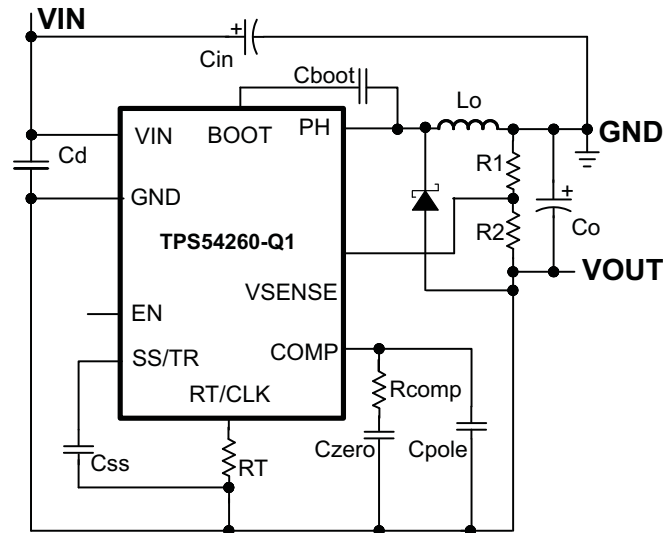 VIN
Cin
+
Cboot
Lo
GND
VIN
BOOT
PH
Cd
R1
GND
+
TPS54260-Q1
R2
Co
VOUT
VSENSE
EN
COMP
SS/TR
RT/CLK
Rcomp
Css
RT
Czero
Cpole